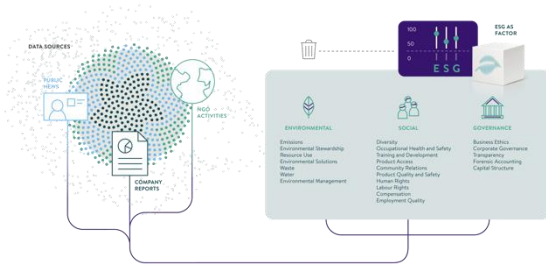 DATA SOURCES
PUBLIC
NEWS
NGO
ACTIVITIES
COMPANY
REPORTS
100
50
0
E S G
ESG AS
FACTOR
ENVIRONMENTAL
Emissions
Environmental Stewardship
Resource Use
Environmental Solutions
Waste
Water
Environmental Management
SOCIAL
Diversity
Occupational Health and Safety
Training and Development
Product Access
Community Relations
Product Quality and Safety
Human Rights
Labour Rights
Compensation
Employment Quality
GOVERNANCE
Business Ethics
Corporate Governance
Transparency
Forensic Accounting
Capital Structure